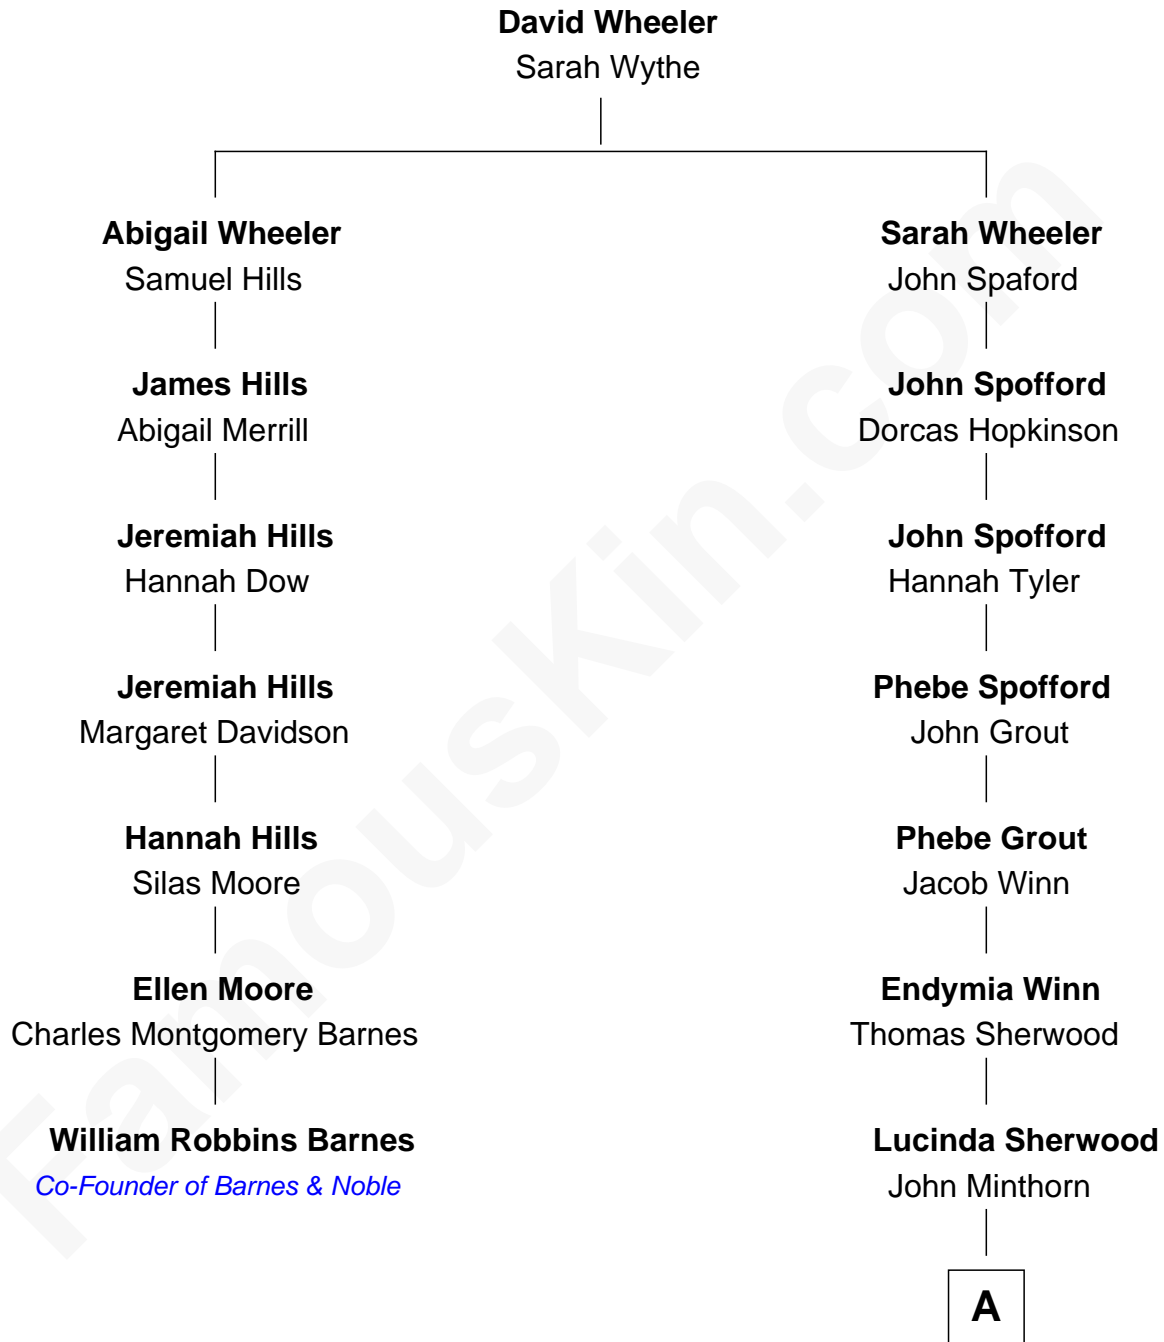 David Wheeler
Sarah Wythe
Abigail Wheeler
Samuel Hills
James Hills
Abigail Merrill
Jeremiah Hills
Hannah Dow
Jeremiah Hills
Margaret Davidson
Hannah Hills
Silas Moore
Ellen Moore
Charles Montgomery Barnes
William Robbins Barnes
Co-Founder of Barnes & Noble
Sarah Wheeler
John Spaford
John Spofford
Dorcas Hopkinson
John Spofford
Hannah Tyler
Phebe Spofford
John Grout
Phebe Grout
Jacob Winn
Endymia Winn
Thomas Sherwood
Lucinda Sherwood
John Minthorn
A
FamousKin.com